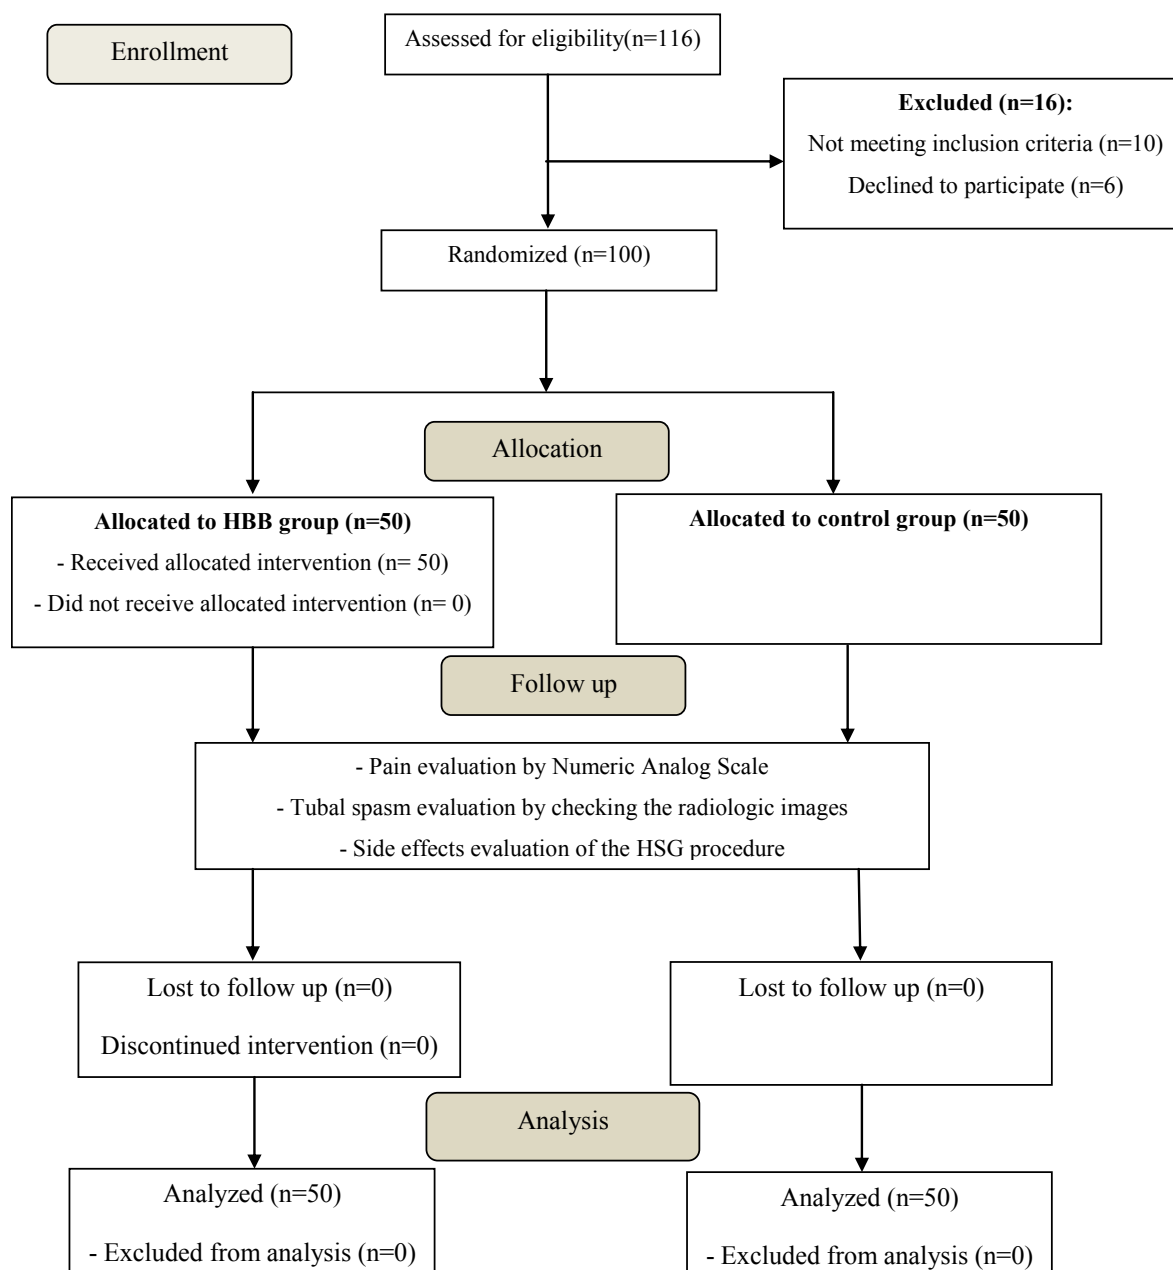 Enrollment
Assessed for eligibility(n=116)
Excluded (n=16):
Not meeting inclusion criteria (n=10)
Declined to participate (n=6)
Randomized (n=100)
Allocation
Allocated to HBB group (n=50)
- Received allocated intervention (n= 50)
- Did not receive allocated intervention (n= 0)
Allocated to control group (n=50)
Follow up
- Pain evaluation by Numeric Analog Scale
- Tubal spasm evaluation by checking the radiologic images
- Side effects evaluation of the HSG procedure
Lost to follow up (n=0)
Discontinued intervention (n=0)
Lost to follow up (n=0)
Analysis
Analyzed (n=50)
- Excluded from analysis (n=0)
Analyzed (n=50)
- Excluded from analysis (n=0)